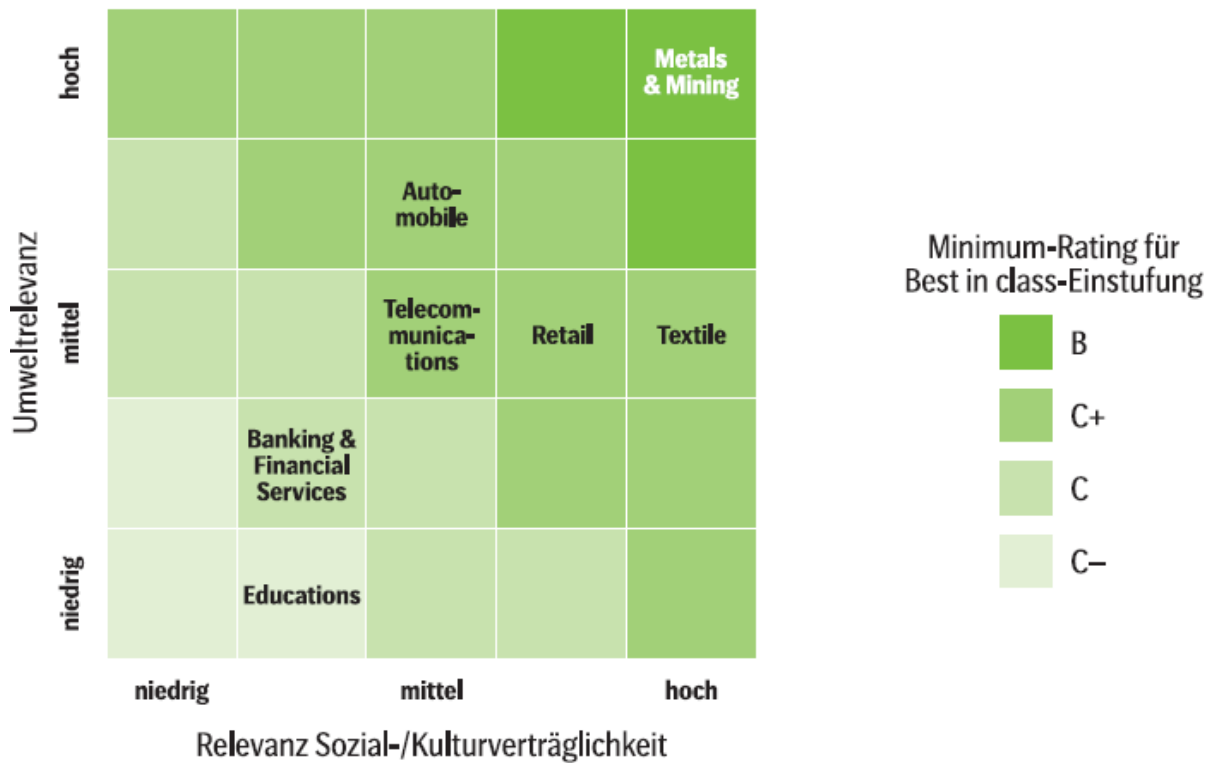 hoch
Metals
& Mining
Auto-
mobile
Umweltrelevanz
mittel
Telecom-
munica-
tions
Retail
Textile
Banking &
Financial
Services
niedrig
Educations
niedrig
mittel
hoch
Relevanz Sozial-/Kulturverträglichkeit
Minimum-Rating für
Best in class-Einstufung
B
C+
C
C–